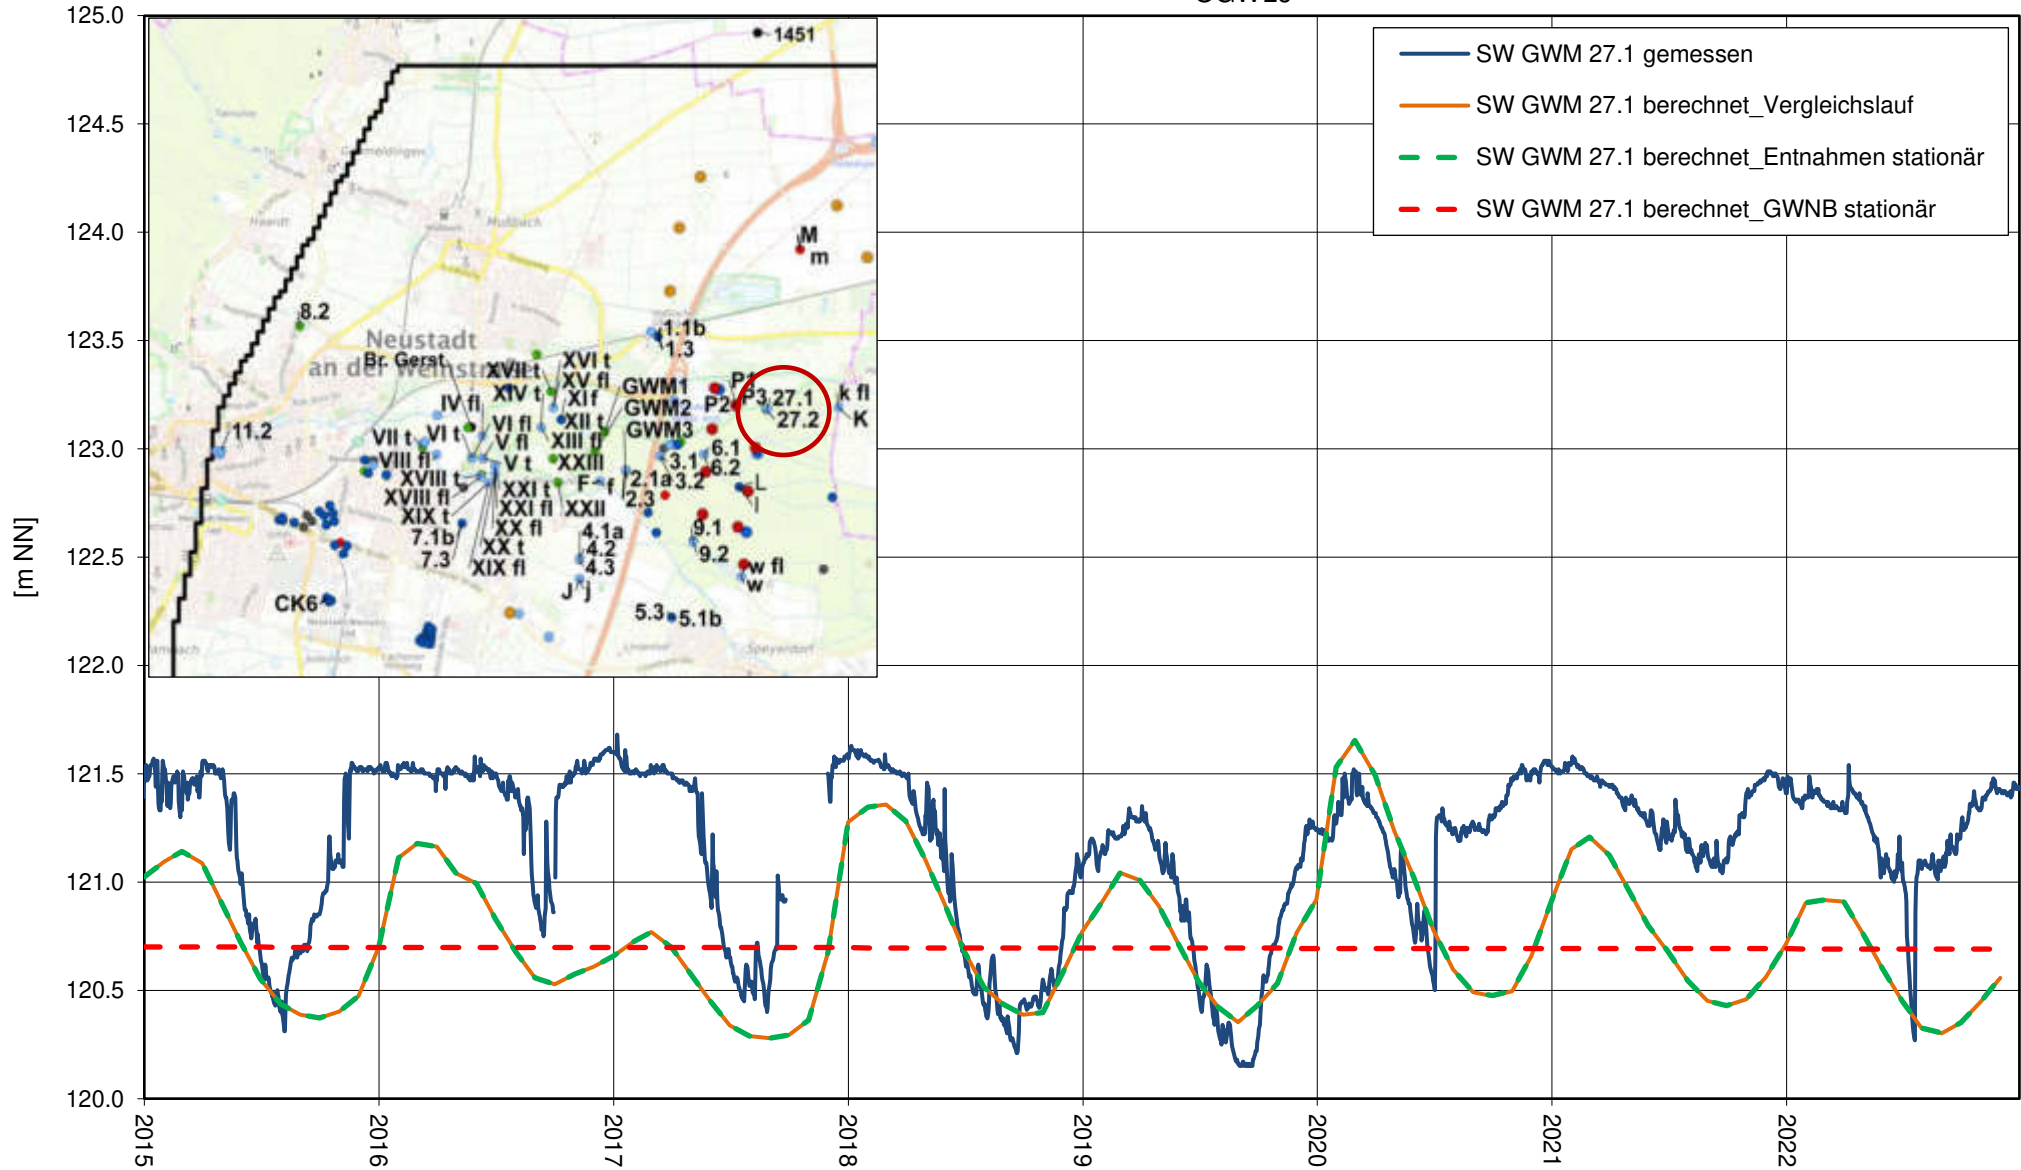 125.0
124.5
124.0
123.5
123.0
122.5
122.0
121.5
121.0
120.5
120.0
[m NN]
SW GWM 27.1 gemessen
SW GWM 27.1 berechnet_Vergleichslauf
SW GWM 27.1 berechnet_Entnahmen stationär
SW GWM 27.1 berechnet_GWNB stationär
1451
M
m
Haardt
Mußbach
8.2
Neustadt
an der Weinstraße
Br. Gerst
1.1b
1.3
XVI t
XVII t
XV fl
XIV t
XI f
GWM1
GWM2
GWM3
P1
P2
P3
27.1
27.2
k fl
K
IV fl
XII t
11.2
VII t
VI t
VI fl
V fl
XIII fl
XXIII
VIII fl
V t
3.1
3.2
6.1
6.2
XVIII t
XVIII fl
XIX t
XXI t
XXI fl
XX fl
XXII
F
f
2.1a
2.3
L
l
7.1b
7.3
XX t
XIX fl
4.1a
4.2
4.3
J
j
9.1
9.2
w fl
w
CK6
5.3
5.1b
Speyerdorf
2015
2016
2017
2018
2019
2020
2021
2022